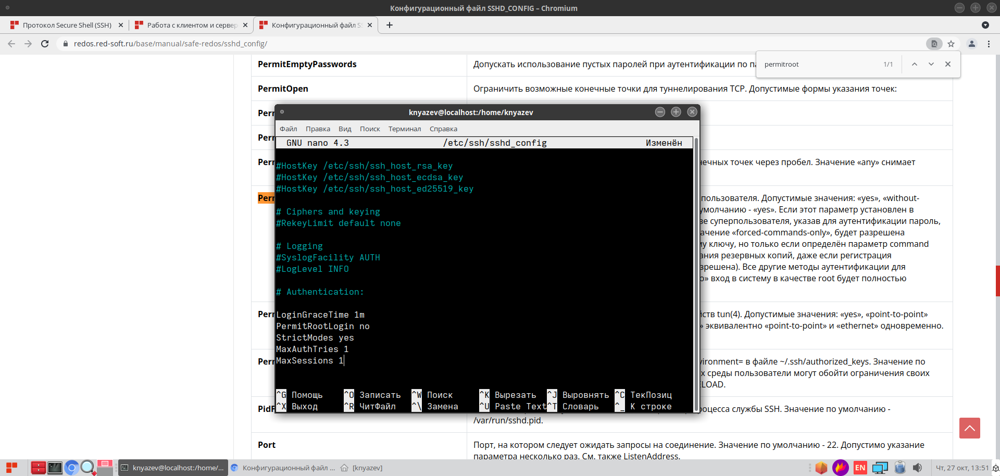 Конфигурационный файл SSHD_CONFIG – Chromium
Протокол Secure Shell (SSH)
Работа с клиентом и сервер
Конфигурационный файл SS
redos.red-soft.ru/base/manual/safe-redos/sshd_config/
permitroot
1/1
PermitEmptyPasswords
Допускать использование пустых паролей при аутентификации по па
PermitOpen
Ограничить возможные конечные точки для туннелирования TCP. Допустимые формы указания точек:
Perm
Perm
Perm
нечных точек через пробел. Значение «any» снимает
Perm
пользователя. Допустимые значения: «yes», «without-
умолчанию - «yes». Если этот параметр установлен в
ве суперпользователя, указав для аутентификации пароль,
ачение «forced-commands-only», будет разрешена
му ключу, но только если определён параметр command
ания резервных копий, даже если регистрация
зрешена). Все другие методы аутентификации для
о» вход в систему в качестве root будет полностью
Perm
йств tun(4). Допустимые значения: «yes», «point-to-point»
» эквивалентно «point-to-point» и «ethernet» одновременно.
Perm
vironment= в файле ~/.ssh/authorized_keys. Значение по
х среды пользователи могут обойти ограничения своих
LOAD.
PidF
роцесса службы SSH. Значение по умолчанию -
/var/run/sshd.pid.
Port
Порт, на котором следует ожидать запросы на соединение. Значение по умолчанию - 22. Допустимо указание
параметра несколько раз. См. также ListenAddress.
knyazev@localhost:/home/knyazev
Файл Правка Вид Поиск Терминал Справка
GNU nano 4.3 /etc/ssh/sshd_config Изменён
#HostKey /etc/ssh/ssh_host_rsa_key
#HostKey /etc/ssh/ssh_host_ecdsa_key
#HostKey /etc/ssh/ssh_host_ed25519_key
# Ciphers and keying
#RekeyLimit default none
# Logging
#SyslogFacility AUTH
#LogLevel INFO
# Authentication:
LoginGraceTime 1m
PermitRootLogin no
StrictModes yes
MaxAuthTries 1
MaxSessions 1
^G Помощь ^O Записать ^W Поиск ^K Вырезать ^J Выровнять ^C ТекПозиц
^X Выход ^R ЧитФайл ^\ Замена ^U Paste Text ^T Словарь ^_ К строке
knyazev@localhost:/home/...
Конфигурационный файл ...
[knyazev]
EN
Чт, 27 окт, 13:51